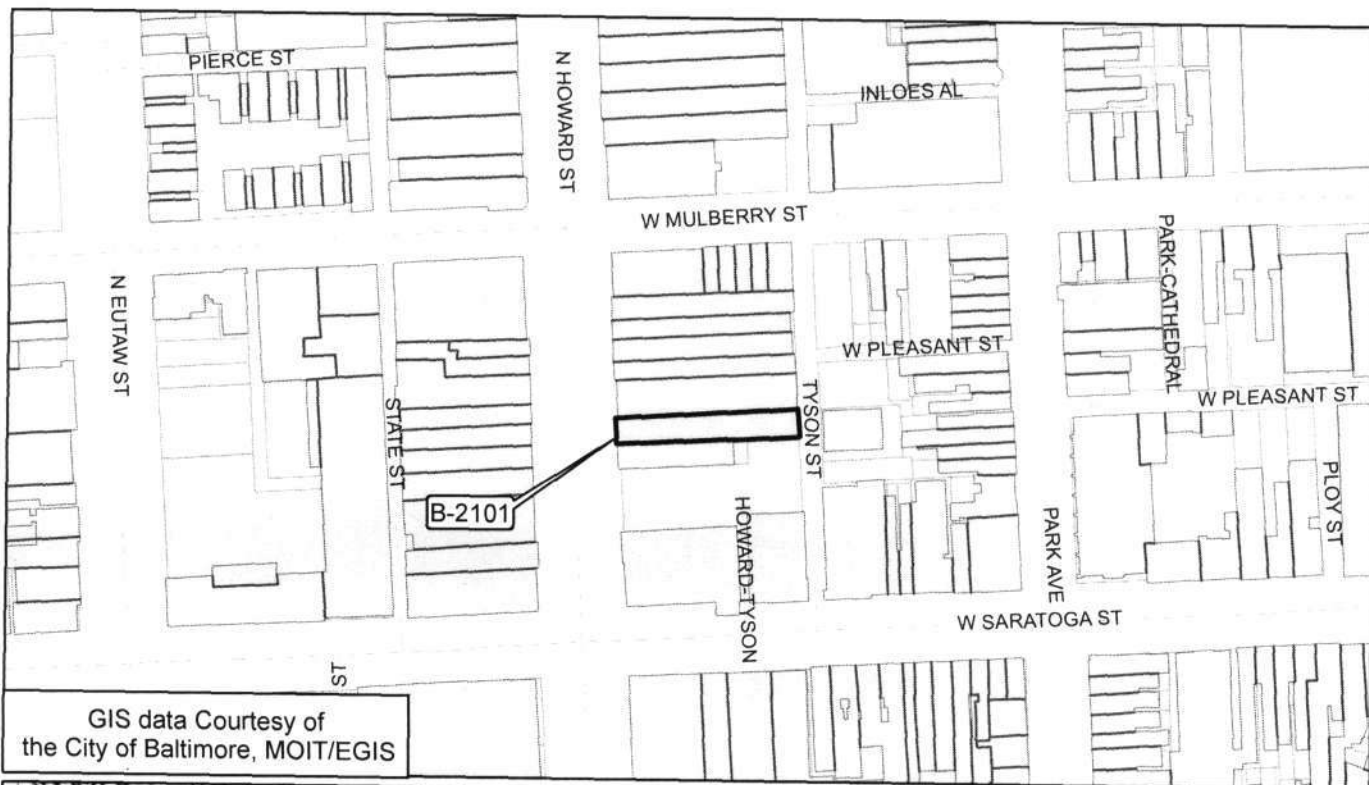 PIERCE ST
N HOWARD ST
INLOES AL
W MULBERRY ST
N EUTAW ST
PARK-CATHEDRAL
W PLEASANT ST
W PLEASANT ST
STATE ST
TYSON ST
B-2101
HOWARD-TYSON
PARK AVE
PLOY ST
W SARATOGA ST
ST
GIS data Courtesy of
the City of Baltimore, MOIT/EGIS